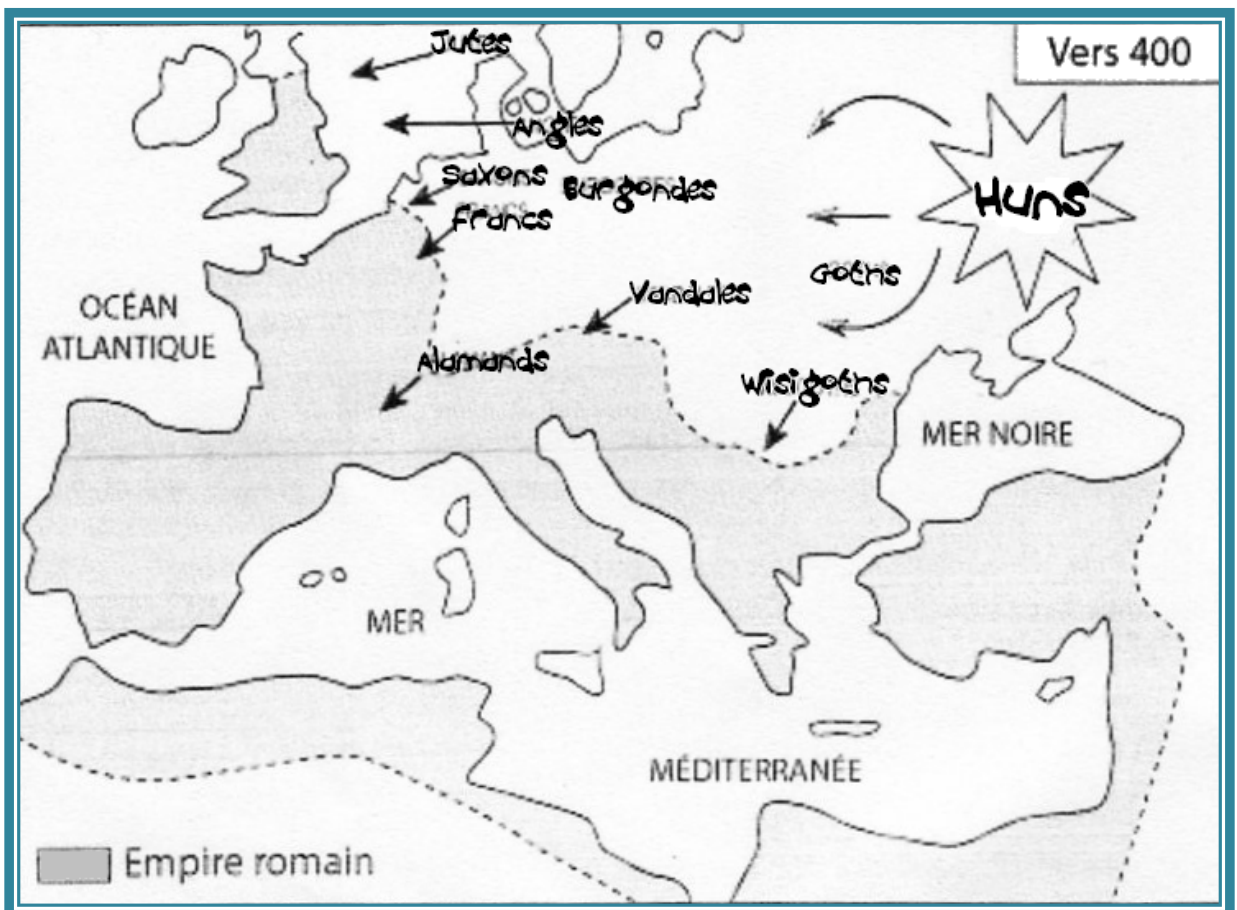 Vers 400
Jutes
Angles
Saxons
Burgondes
Francs
Huns
Goths
Vandales
Alamands
Wisigoths
OCÉAN
ATLANTIQUE
MER NOIRE
MER
MÉDITERRANÉE
Empire romain